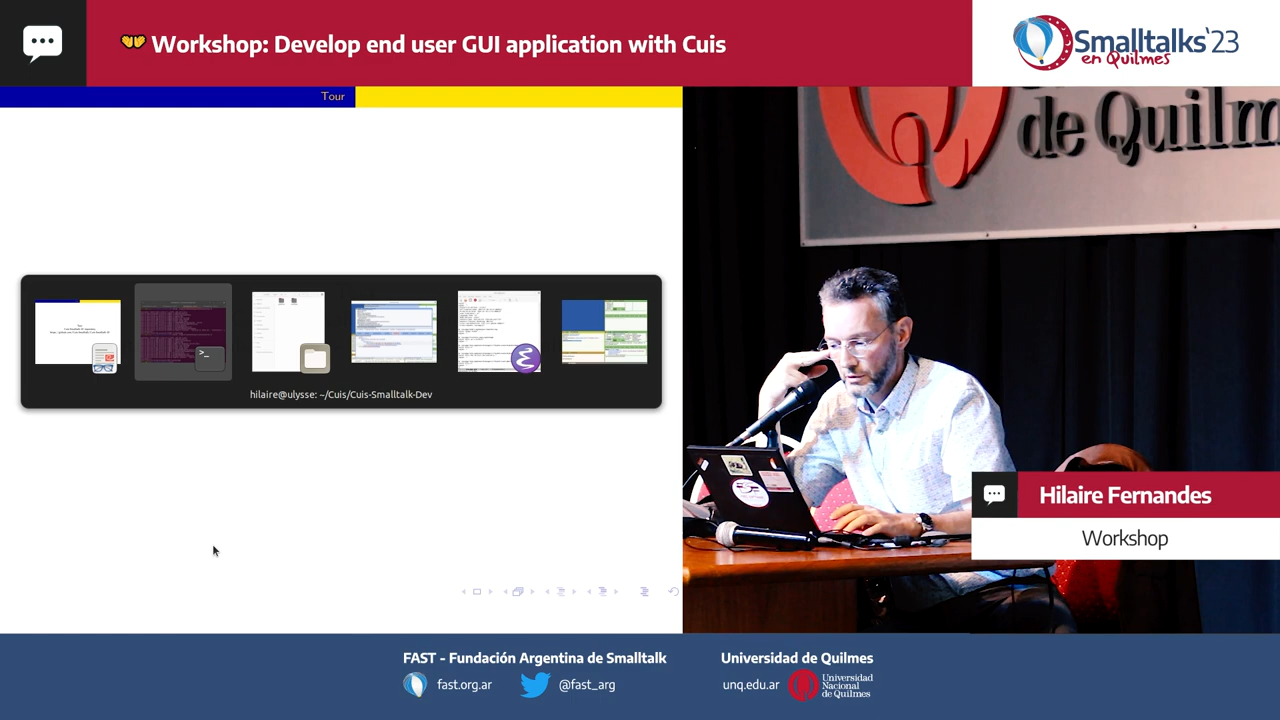 Workshop: Develop end user GUI application with Cuis
Smalltalks'23
en Quilmes
Tour
de Quilm
hilaire@ulysse: ~/Cuis/Cuis-Smalltalk-Dev
Hilaire Fernandes
Workshop
FAST - Fundación Argentina de Smalltalk
fast.org.ar
@fast_arg
Universidad de Quilmes
unq.edu.ar
Universidad
Nacional
de Quilmes